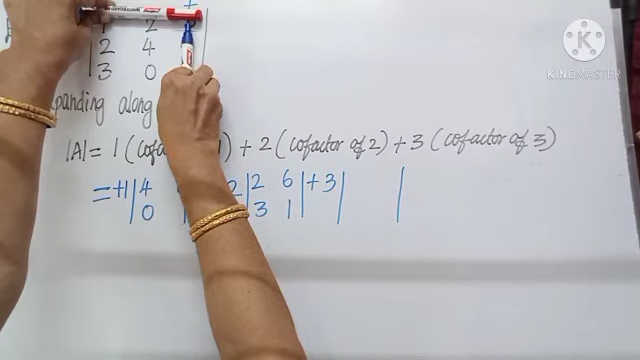 2
2 4
3 0
panding along
|A| = 1 ( 1 ) + 2 ( cofactor of 2 ) + 3 ( cofactor of 3 )
= +1 | 4 2 | 2 6 | + 3 | |
0 | 3 1 |
K
KINEMASTER